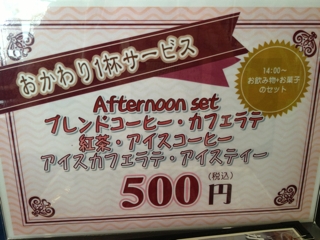 おかわり1杯サービス
14:00～
お飲み物+お菓子
のセット
Afternoon set
ブレンドコーヒー・カフェラテ
紅茶・アイスコーヒー
アイスカフェラテ・アイスティー
(税込)
500円